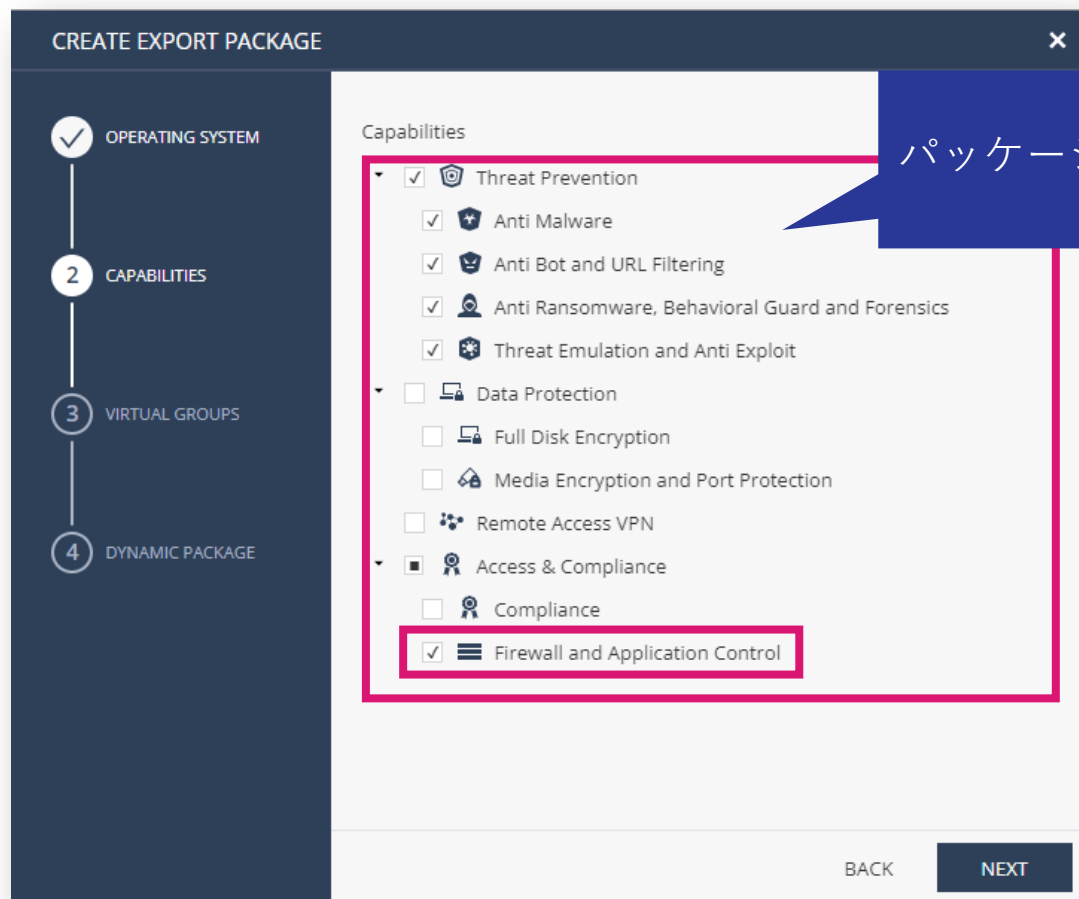 CREATE EXPORT PACKAGE
OPERATING SYSTEM
2 CAPABILITIES
3 VIRTUAL GROUPS
4 DYNAMIC PACKAGE
Capabilities
パッケー
Threat Prevention
Anti Malware
Anti Bot and URL Filtering
Anti Ransomware, Behavioral Guard and Forensics
Threat Emulation and Anti Exploit
Data Protection
Full Disk Encryption
Media Encryption and Port Protection
Remote Access VPN
Access & Compliance
Compliance
Firewall and Application Control
BACK
NEXT